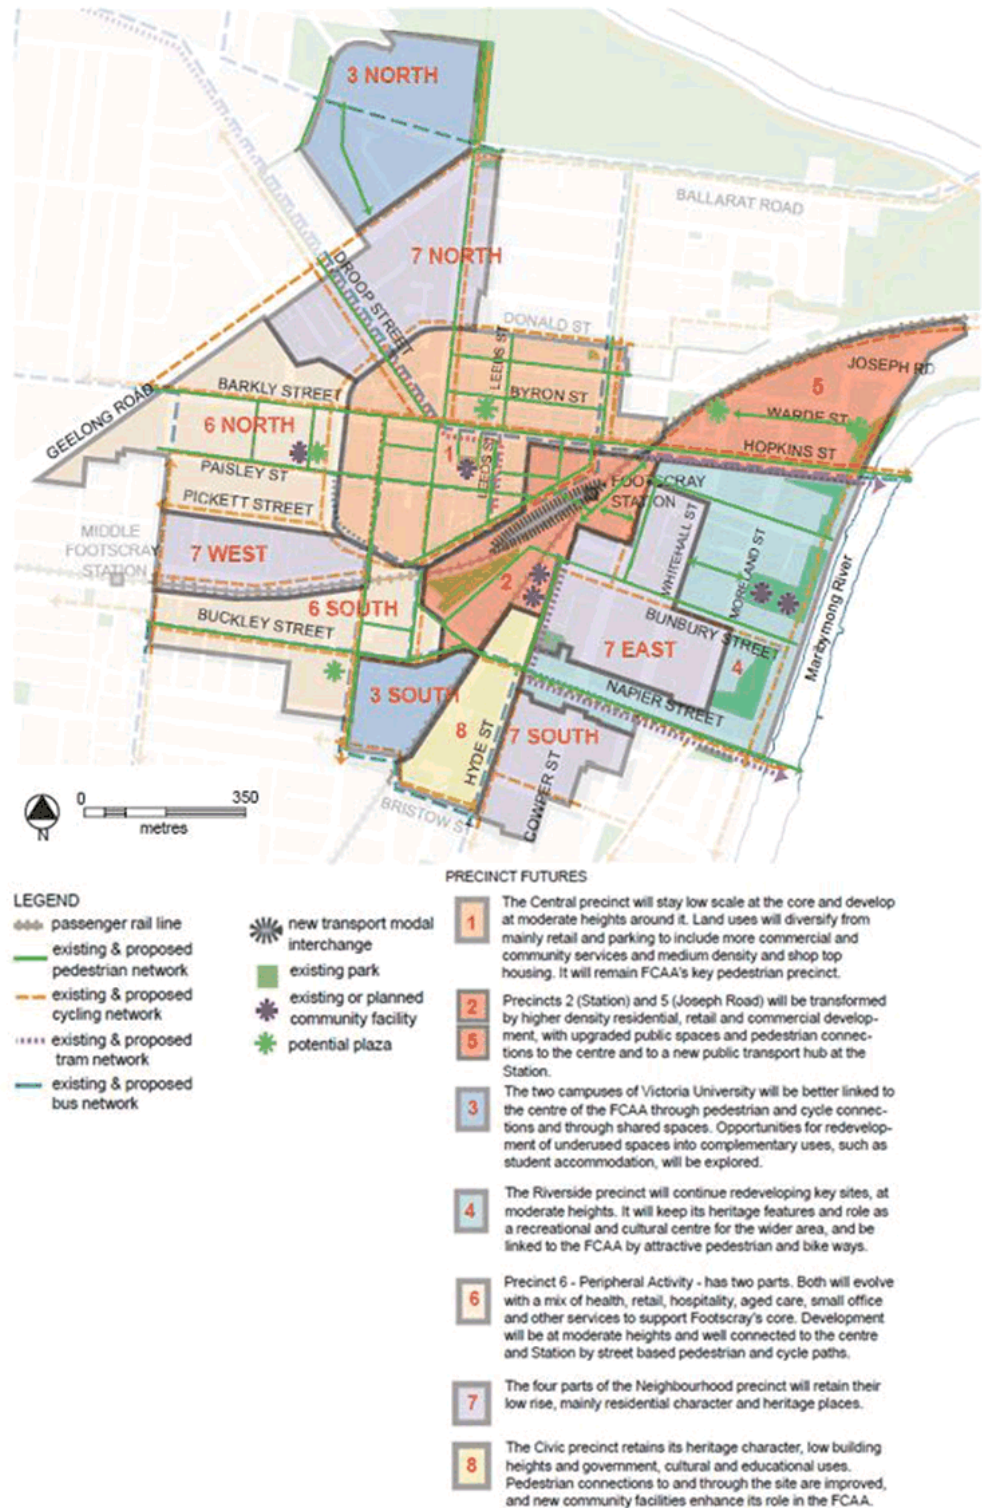 3 NORTH
BALLARAT ROAD
7 NORTH
DROOP STREET
DONALD ST
LEEDS ST
JOSEPH RD
5
BARKLY STREET
BYRON ST
WARDE ST
GEELONG ROAD
6 NORTH
HOPKINS ST
1
LEEDS ST
PAISLEY ST
FOOTSCRAY
STATION
PICKETT STREET
MIDDLE
FOOTSCRAY
STATION
7 WEST
WHITEHALL ST
MORELAND ST
2
6 SOUTH
BUCKLEY STREET
BUNBURY STREET
Maribyrnong River
7 EAST
4
3 SOUTH
NAPIER STREET
8
HYDE ST
7 SOUTH
COWPER ST
BRISTOW ST
0 350
metres
N
PRECINCT FUTURES
LEGEND
passenger rail line
existing & proposed
pedestrian network
existing & proposed
cycling network
existing & proposed
tram network
existing & proposed
bus network
new transport modal
interchange
existing park
existing or planned
community facility
potential plaza
1
The Central precinct will stay low scale at the core and develop
at moderate heights around it. Land uses will diversify from
mainly retail and parking to include more commercial and
community services and medium density and shop top
housing. It will remain FCAA's key pedestrian precinct.
2
5
Precincts 2 (Station) and 5 (Joseph Road) will be transformed
by higher density residential, retail and commercial develop-
ment, with upgraded public spaces and pedestrian connec-
tions to the centre and to a new public transport hub at the
Station.
3
The two campuses of Victoria University will be better linked to
the centre of the FCAA through pedestrian and cycle connec-
tions and through shared spaces. Opportunities for redevelop-
ment of underused spaces into complementary uses, such as
student accommodation, will be explored.
4
The Riverside precinct will continue redeveloping key sites, at
moderate heights. It will keep its heritage features and role as
a recreational and cultural centre for the wider area, and be
linked to the FCAA by attractive pedestrian and bike ways.
6
Precinct 6 - Peripheral Activity - has two parts. Both will evolve
with a mix of health, retail, hospitality, aged care, small office
and other services to support Footscray's core. Development
will be at moderate heights and well connected to the centre
and Station by street based pedestrian and cycle paths.
7
The four parts of the Neighbourhood precinct will retain their
low rise, mainly residential character and heritage places.
8
The Civic precinct retains its heritage character, low building
heights and government, cultural and educational uses.
Pedestrian connections to and through the site are improved,
and new community facilities enhance its role in the FCAA.